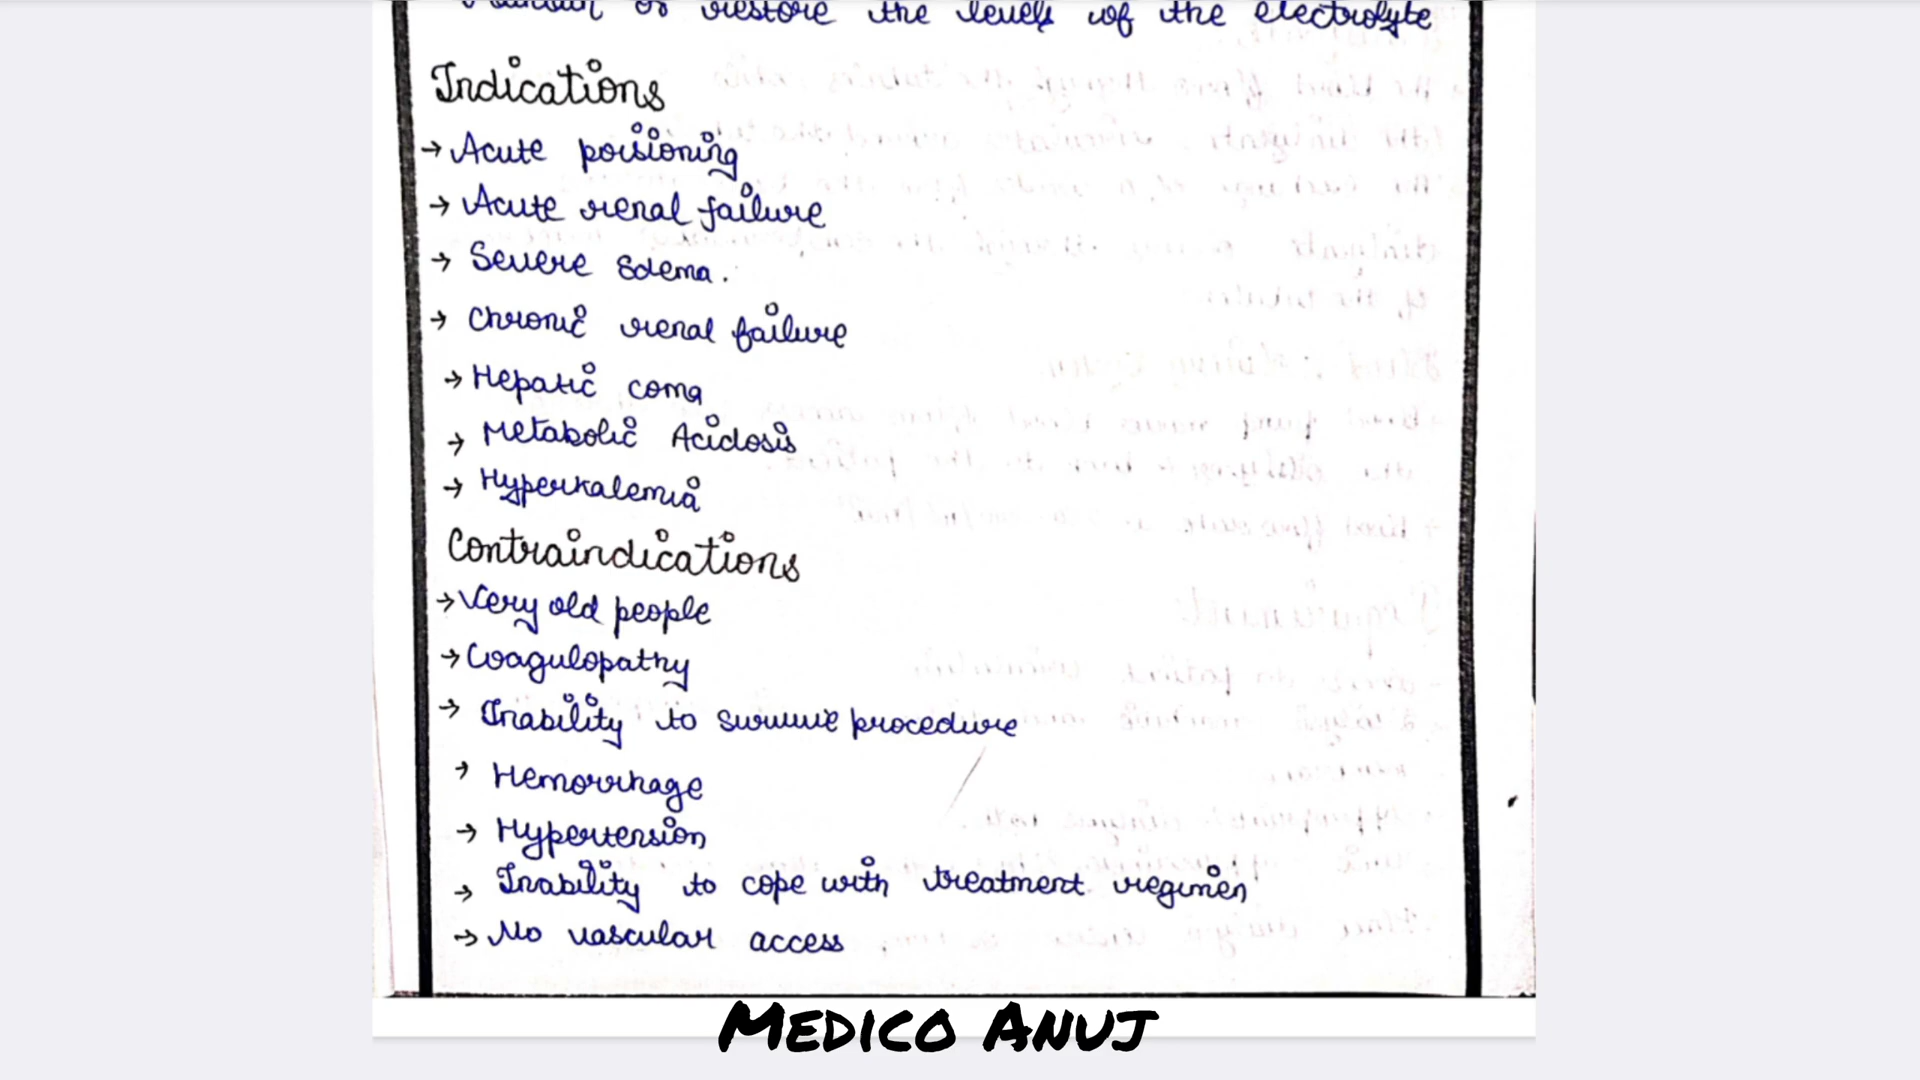 or restore the levels of the electrolyte
Indications
→ Acute poisioning
→ Acute renal failure
→ Severe Edema.
→ Chronic renal failure
→ Hepatic coma
→ Metabolic Acidosis
→ Hyperkalemia
Contraindications
→ Very old people
→ Coagulopathy
→ Inability to survive procedure
→ Hemorrhage
→ Hypertension
→ Inability to cope with treatment regimen
→ No vascular access
MEDICO ANUJ